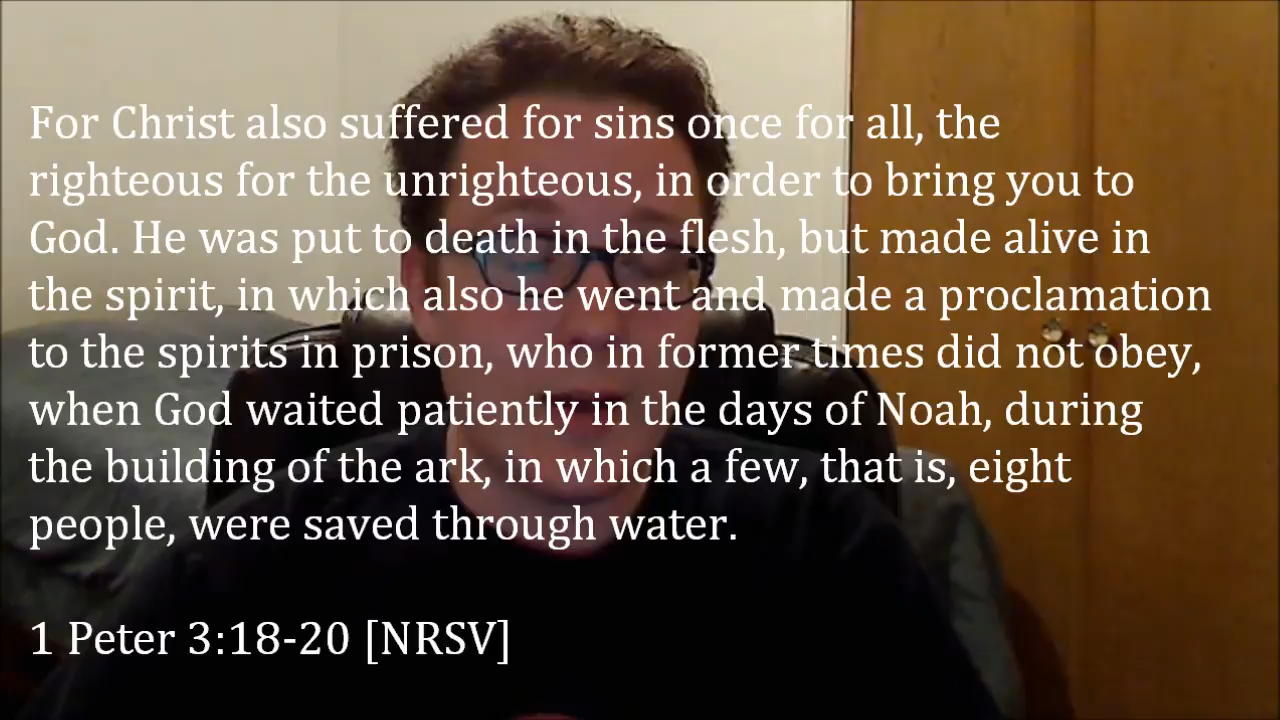 For Christ also suffered for sins once for all, the
righteous for the unrighteous, in order to bring you to
God. He was put to death in the flesh, but made alive in
the spirit, in which also he went and made a proclamation
to the spirits in prison, who in former times did not obey,
when God waited patiently in the days of Noah, during
the building of the ark, in which a few, that is, eight
people, were saved through water.
1 Peter 3:18-20 [NRSV]